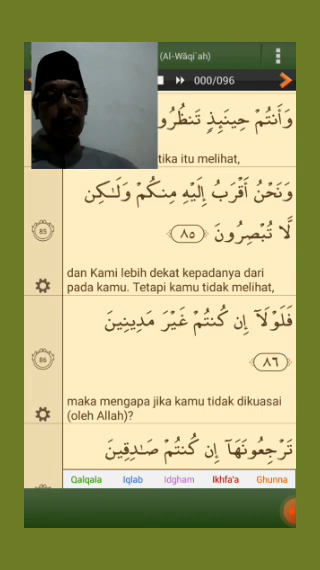 (Al-Wāqi`ah)
000/096
وَأَنتُمْ حِينَئِذٍ تَنظُرُو
tika itu melihat,
وَنَحْنُ أَقْرَبُ إِلَيْهِ مِنكُمْ وَلَـٰكِن
لَّا تُبْصِرُونَ ﴿٨٥﴾
85
dan Kami lebih dekat kepadanya dari
pada kamu. Tetapi kamu tidak melihat,
فَلَوْلَآ إِن كُنتُمْ غَيْرَ مَدِينِينَ
﴿٨٦﴾
86
maka mengapa jika kamu tidak dikuasai
(oleh Allah)?
تَرْجِعُونَهَآ إِن كُنتُمْ صَـٰدِقِينَ
Qalqala Iqlab Idgham Ikhfa'a Ghunna